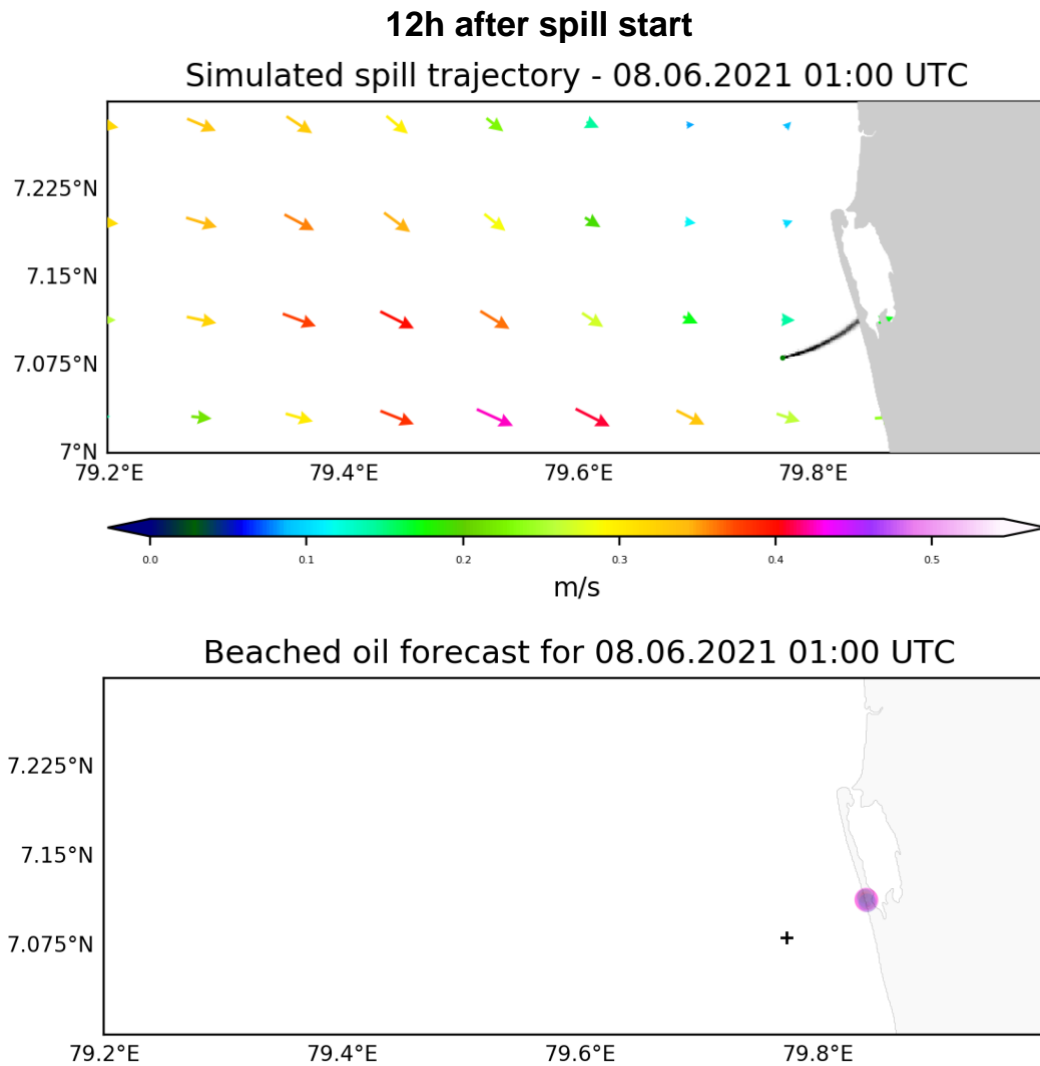 12h after spill start
Simulated spill trajectory - 08.06.2021 01:00 UTC
7.225°N
7.15°N
7.075°N
7°N
79.2°E 79.4°E 79.6°E 79.8°E
0.0 0.1 0.2 0.3 0.4 0.5
m/s
Beached oil forecast for 08.06.2021 01:00 UTC
7.225°N
7.15°N
7.075°N
79.2°E 79.4°E 79.6°E 79.8°E